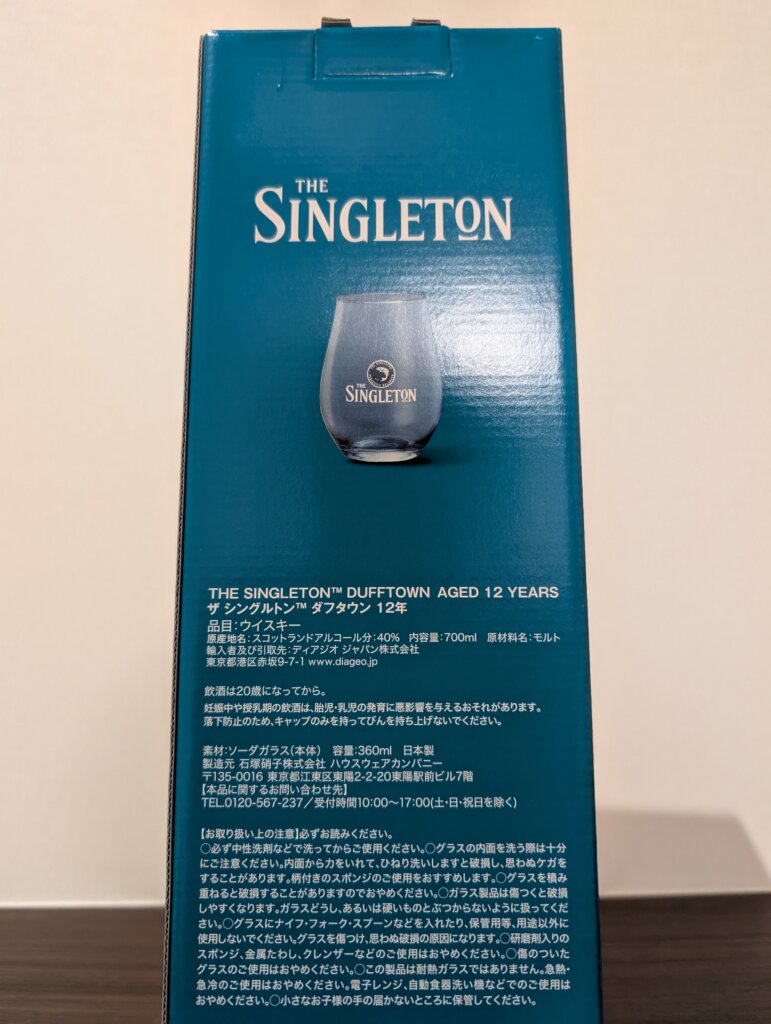 THE
SINGLETON
THE
SINGLETON
THE SINGLETON™ DUFFTOWN AGED 12 YEARS
ザ シングルトン™ ダフタウン 12年
品目:ウイスキー
原産地名:スコットランドアルコール分:40% 内容量:700ml 原材料名:モルト
輸入者及び引取先:ディアジオ ジャパン株式会社
東京都港区赤坂9-7-1 www.diageo.jp
飲酒は20歳になってから。
妊娠中や授乳期の飲酒は、胎児・乳児の発育に悪影響を与えるおそれがあります。
落下防止のため、キャップのみを持ってびんを持ち上げないでください。
素材:ソーダガラス(本体) 容量:360ml 日本製
製造元 石塚硝子株式会社 ハウスウェアカンパニー
〒135-0016 東京都江東区東陽2-2-20東陽駅前ビル7階
【本品に関するお問い合わせ先】
TEL.0120-567-237/受付時間10:00〜17:00(土・日・祝日を除く)
【お取り扱い上の注意】必ずお読みください。
○必ず中性洗剤などで洗ってからご使用ください。○グラスの内面を洗う際は十分
にご注意ください。内面から力をいれて、ひねり洗いしますと破損し、思わぬケガを
することがあります。柄付きのスポンジのご使用をおすすめします。○グラスを積み
重ねると破損することがありますのでおやめください。○ガラス製品は傷つくと破損
しやすくなります。ガラスどうし、あるいは硬いものとぶつからないように扱ってくだ
さい。○グラスにナイフ・フォーク・スプーンなどを入れたり、保管用等、用途以外に
使用しないでください。グラスを傷つけ、思わぬ破損の原因になります。○研磨剤入りの
スポンジ、金属たわし、クレンザーなどのご使用はおやめください。○傷のついた
グラスのご使用はおやめください。○この製品は耐熱ガラスではありません。急熱・
急冷のご使用はおやめください。電子レンジ、自動食器洗い機などでのご使用は
おやめください。○小さなお子様の手の届かないところに保管してください。